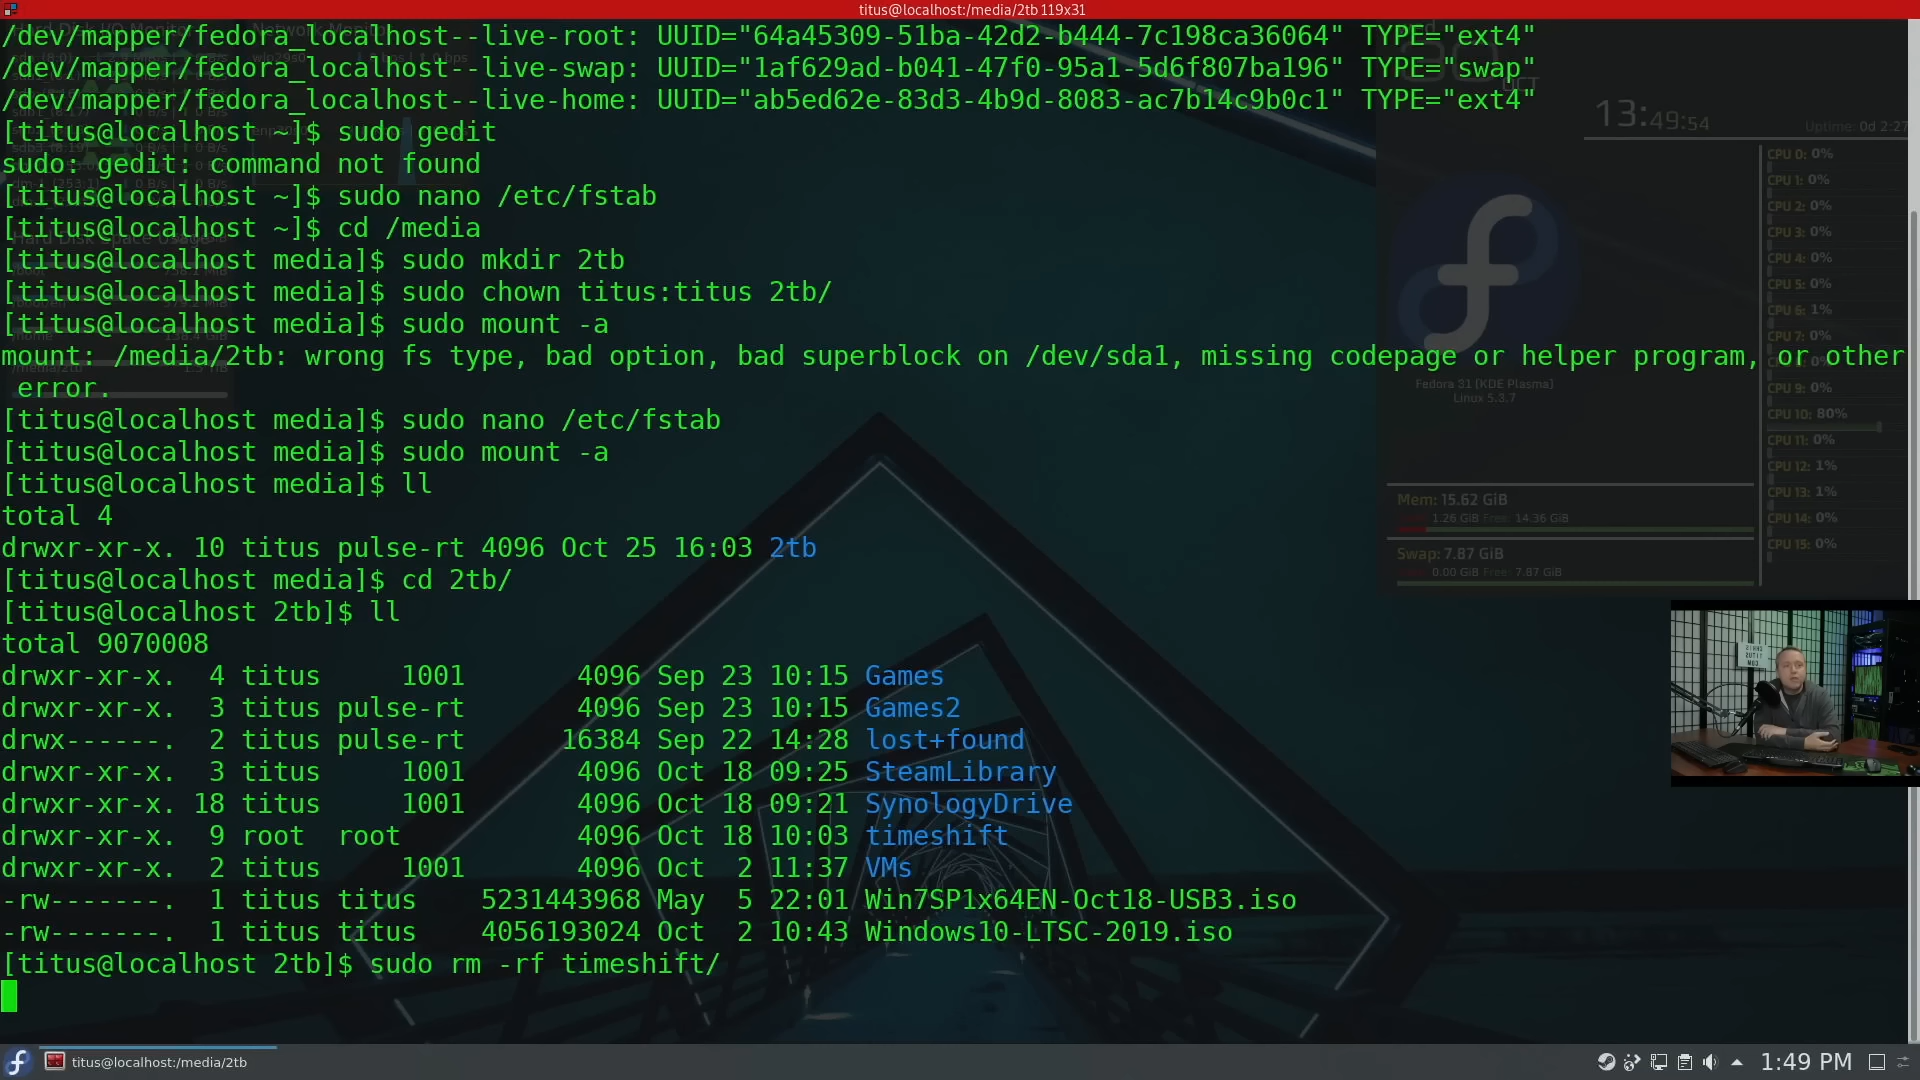 titus@localhost:/media/2tb 119x31
/dev/mapper/fedora_localhost--live-root: UUID="64a45309-51ba-42d2-b444-7c198ca36064" TYPE="ext4"
/dev/mapper/fedora_localhost--live-swap: UUID="1af629ad-b041-47f0-95a1-5d6f807ba196" TYPE="swap"
/dev/mapper/fedora_localhost--live-home: UUID="ab5ed62e-83d3-4b9d-8083-ac7b14c9b0c1" TYPE="ext4"
[titus@localhost ~]$ sudo gedit
sudo: gedit: command not found
[titus@localhost ~]$ sudo nano /etc/fstab
[titus@localhost ~]$ cd /media
[titus@localhost media]$ sudo mkdir 2tb
[titus@localhost media]$ sudo chown titus:titus 2tb/
[titus@localhost media]$ sudo mount -a
mount: /media/2tb: wrong fs type, bad option, bad superblock on /dev/sda1, missing codepage or helper program, or other
 error.
[titus@localhost media]$ sudo nano /etc/fstab
[titus@localhost media]$ sudo mount -a
[titus@localhost media]$ ll
total 4
drwxr-xr-x. 10 titus pulse-rt 4096 Oct 25 16:03 2tb
[titus@localhost media]$ cd 2tb/
[titus@localhost 2tb]$ ll
total 9070008
drwxr-xr-x.  4 titus     1001       4096 Sep 23 10:15 Games
drwxr-xr-x.  3 titus pulse-rt       4096 Sep 23 10:15 Games2
drwx------.  2 titus pulse-rt      16384 Sep 22 14:28 lost+found
drwxr-xr-x.  3 titus     1001       4096 Oct 18 09:25 SteamLibrary
drwxr-xr-x. 18 titus     1001       4096 Oct 18 09:21 SynologyDrive
drwxr-xr-x.  9 root  root           4096 Oct 18 10:03 timeshift
drwxr-xr-x.  2 titus     1001       4096 Oct  2 11:37 VMs
-rw-------.  1 titus titus    5231443968 May  5 22:01 Win7SP1x64EN-Oct18-USB3.iso
-rw-------.  1 titus titus    4056193024 Oct  2 10:43 Windows10-LTSC-2019.iso
[titus@localhost 2tb]$ sudo rm -rf timeshift/
13:49:54
Uptime: 0d 2:27
CPU 0: 0%
CPU 1: 0%
CPU 2: 0%
CPU 3: 0%
CPU 4: 0%
CPU 5: 0%
CPU 6: 1%
CPU 7: 0%
CPU 9: 0%
CPU 10: 80%
CPU 11: 0%
CPU 12: 1%
CPU 13: 1%
CPU 14: 0%
CPU 15: 0%
Fedora 31 [KDE Plasma]
Linux 5.3.7
Mem: 15.62 GiB
1.26 GiB Free: 14.36 GiB
Swap: 7.87 GiB
0.00 GiB Free: 7.87 GiB
titus@localhost:/media/2tb
1:49 PM